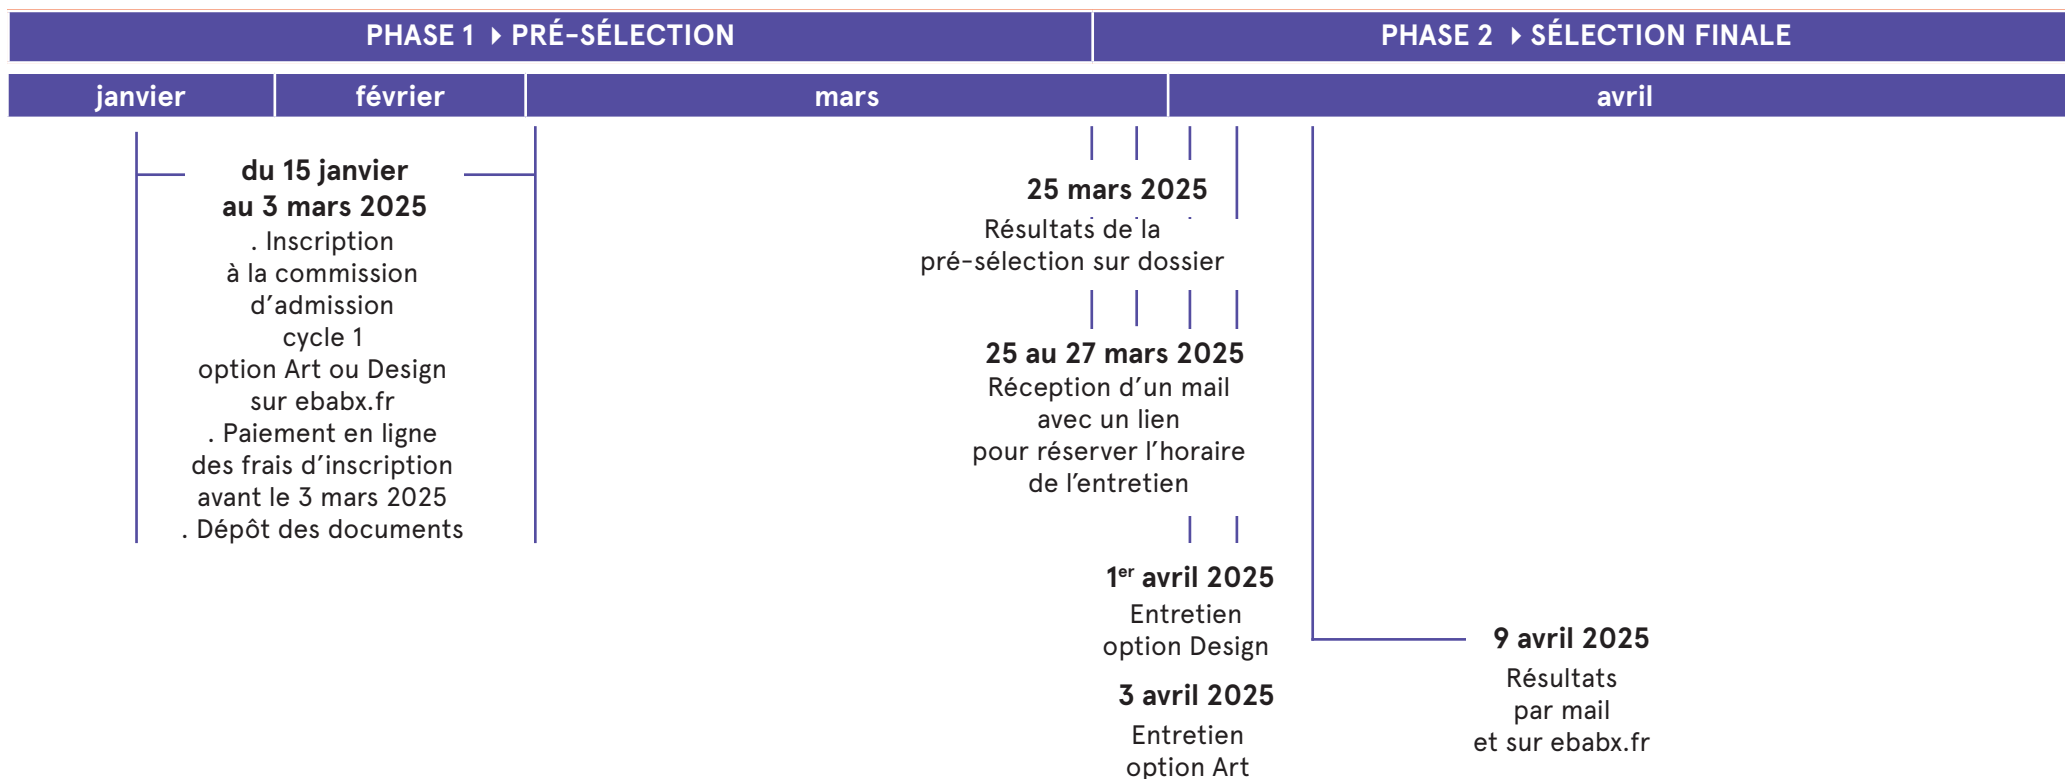 PHASE 1 ▸ PRÉ-SÉLECTION
PHASE 2 ▸ SÉLECTION FINALE
janvier
février
mars
avril
du 15 janvier
au 3 mars 2025
. Inscription
à la commission
d’admission
cycle 1
option Art ou Design
sur ebabx.fr
. Paiement en ligne
des frais d’inscription
avant le 3 mars 2025
. Dépôt des documents
25 mars 2025
Résultats de la
pré-sélection sur dossier
25 au 27 mars 2025
Réception d’un mail
avec un lien
pour réserver l’horaire
de l’entretien
1er avril 2025
Entretien
option Design
3 avril 2025
Entretien
option Art
9 avril 2025
Résultats
par mail
et sur ebabx.fr